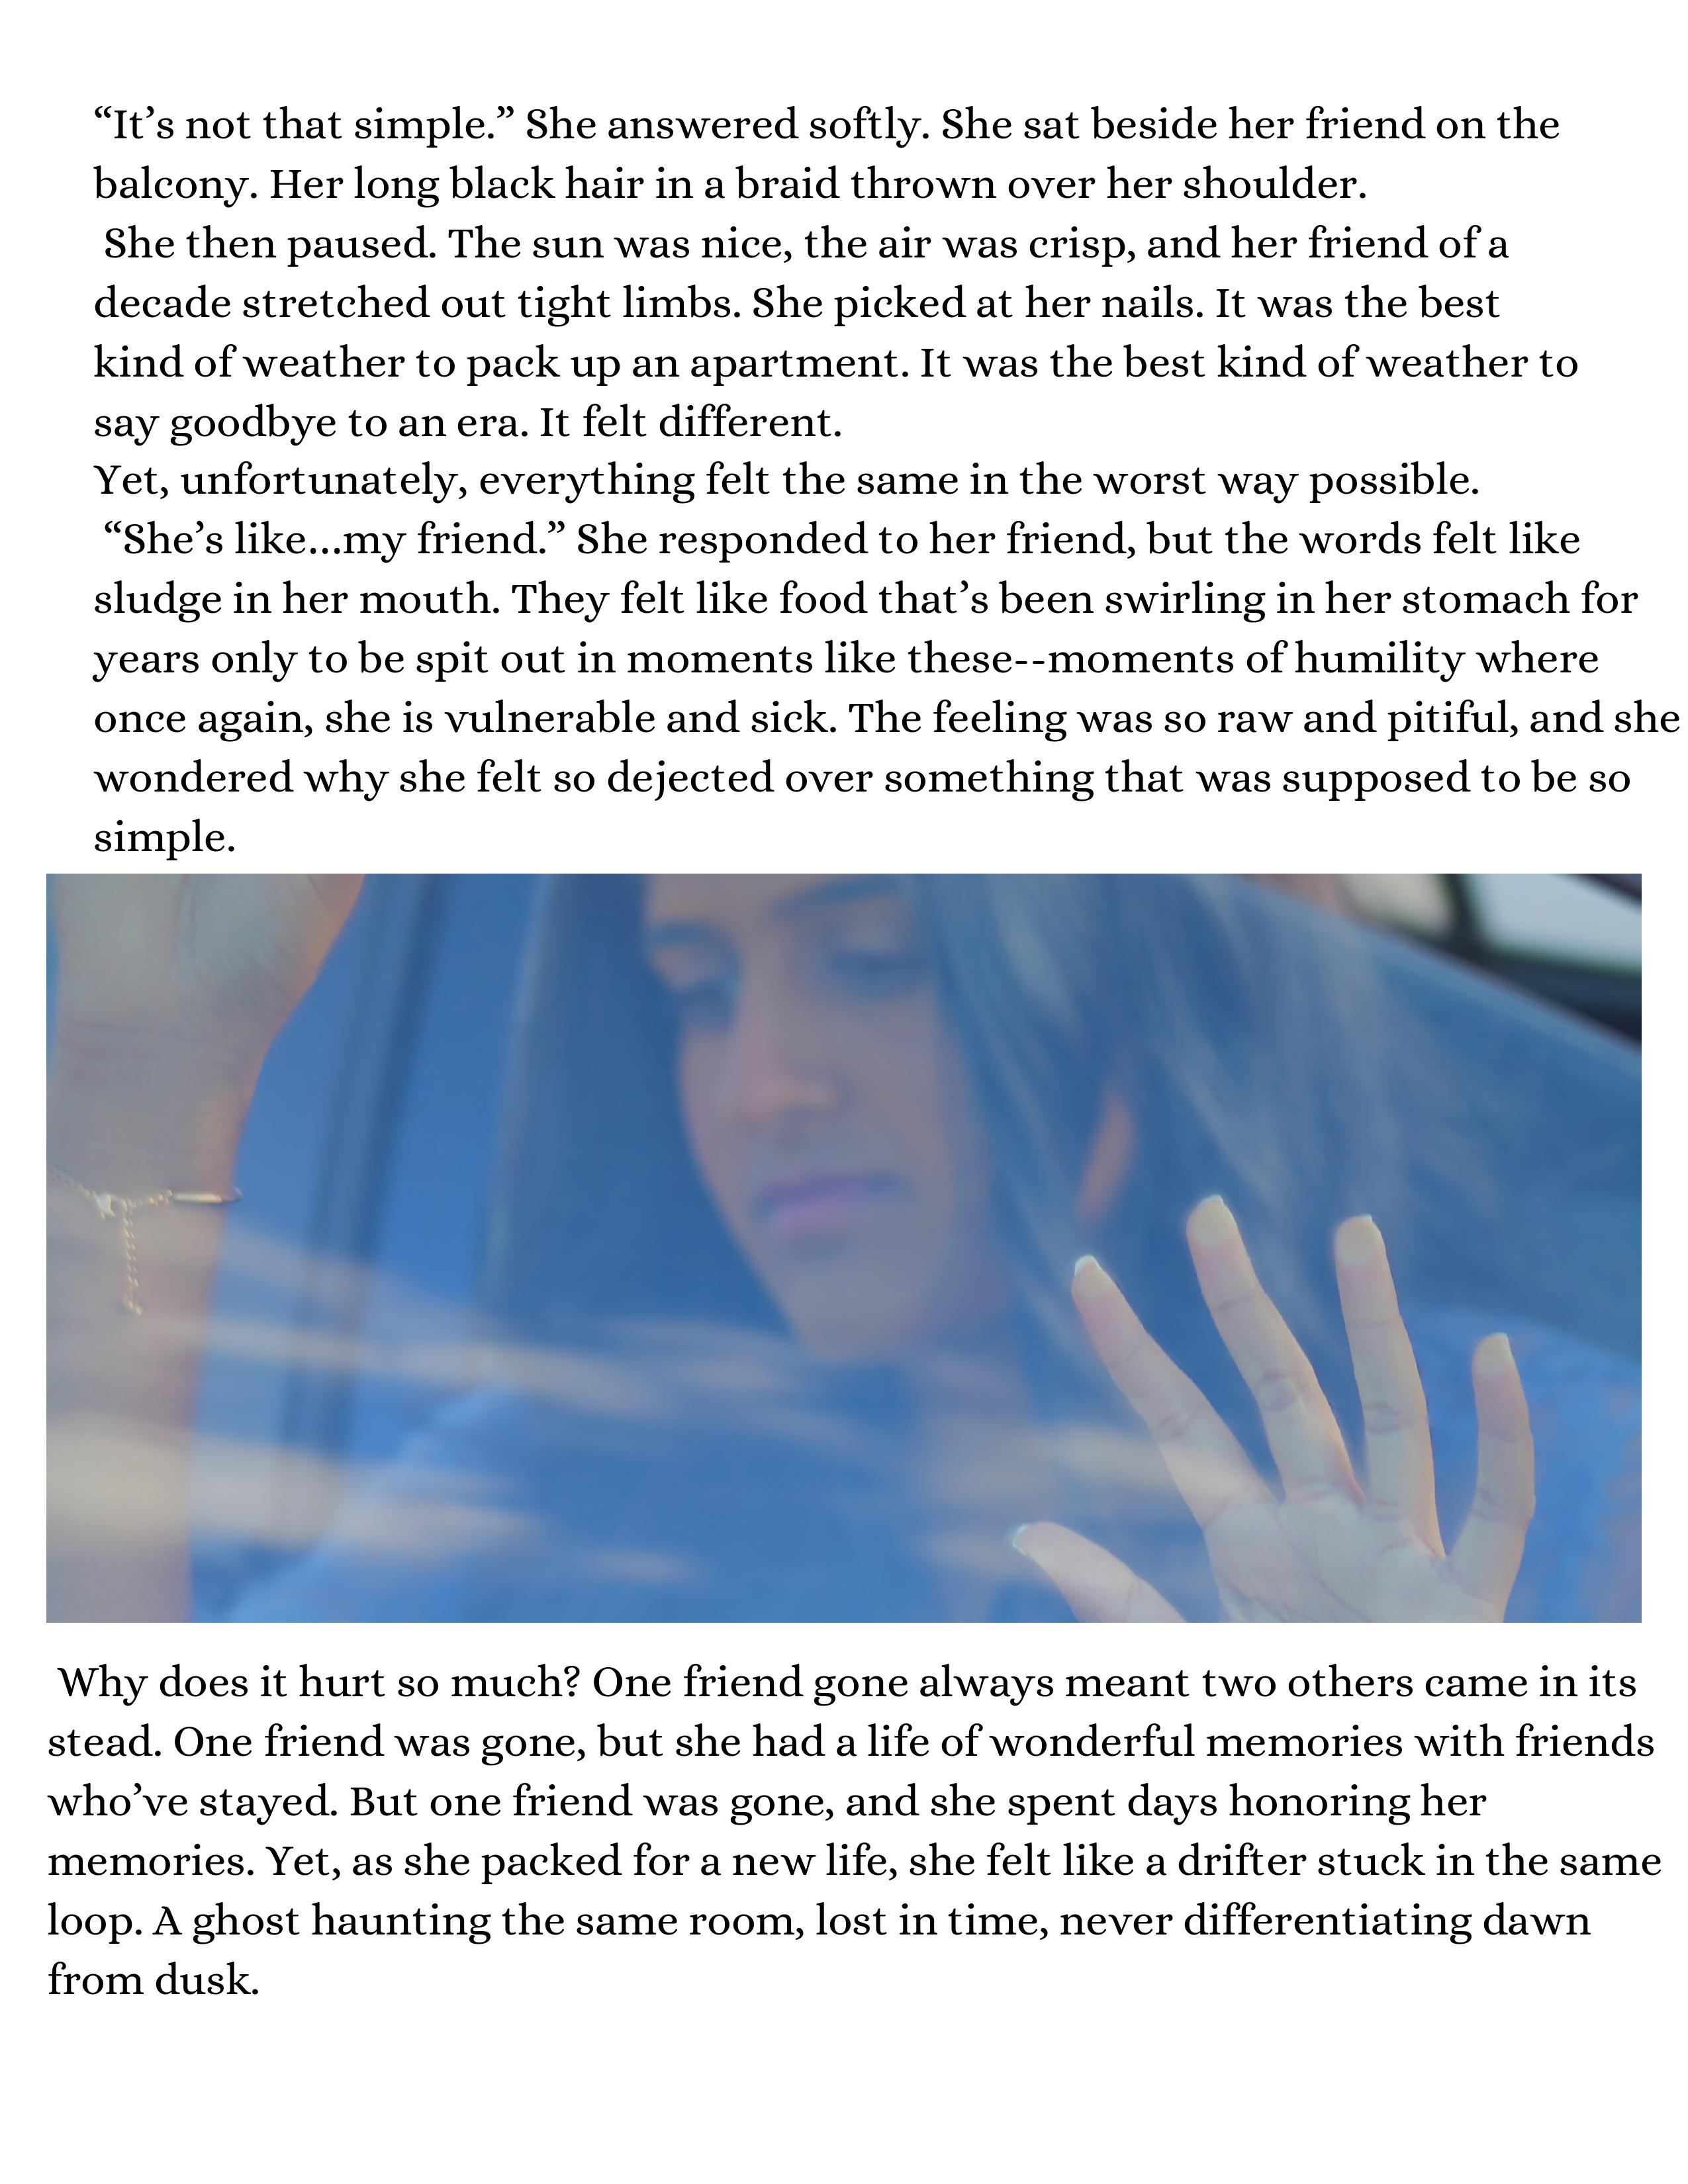 “It’s not that simple.” She answered softly. She sat beside her friend on the
balcony. Her long black hair in a braid thrown over her shoulder.
She then paused. The sun was nice, the air was crisp, and her friend of a
decade stretched out tight limbs. She picked at her nails. It was the best
kind of weather to pack up an apartment. It was the best kind of weather to
say goodbye to an era. It felt different.
Yet, unfortunately, everything felt the same in the worst way possible.
“She’s like...my friend.” She responded to her friend, but the words felt like
sludge in her mouth. They felt like food that’s been swirling in her stomach for
years only to be spit out in moments like these--moments of humility where
once again, she is vulnerable and sick. The feeling was so raw and pitiful, and she
wondered why she felt so dejected over something that was supposed to be so
simple.
Why does it hurt so much? One friend gone always meant two others came in its
stead. One friend was gone, but she had a life of wonderful memories with friends
who’ve stayed. But one friend was gone, and she spent days honoring her
memories. Yet, as she packed for a new life, she felt like a drifter stuck in the same
loop. A ghost haunting the same room, lost in time, never differentiating dawn
from dusk.